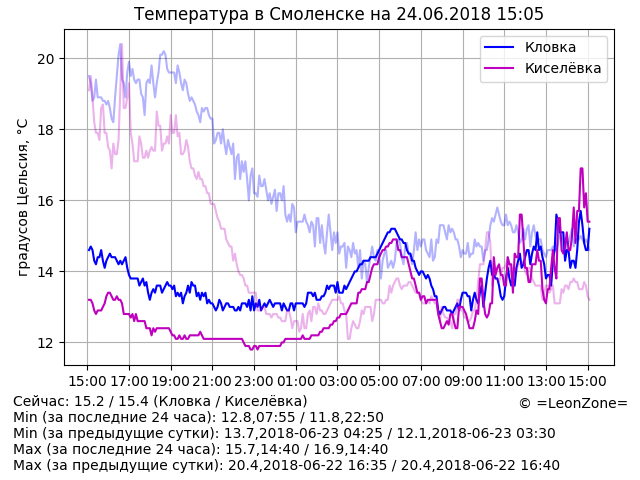 Температура в Смоленске на 24.06.2018 15:05
Кловка
Киселёвка
градусов Цельсия, °C
20
18
16
14
12
15:00 17:00 19:00 21:00 23:00 01:00 03:00 05:00 07:00 09:00 11:00 13:00 15:00
Сейчас: 15.2 / 15.4 (Кловка / Киселёвка)
© =LeonZone=
Min (за последние 24 часа): 12.8,07:55 / 11.8,22:50
Min (за предыдущие сутки): 13.7,2018-06-23 04:25 / 12.1,2018-06-23 03:30
Max (за последние 24 часа): 15.7,14:40 / 16.9,14:40
Max (за предыдущие сутки): 20.4,2018-06-22 16:35 / 20.4,2018-06-22 16:40